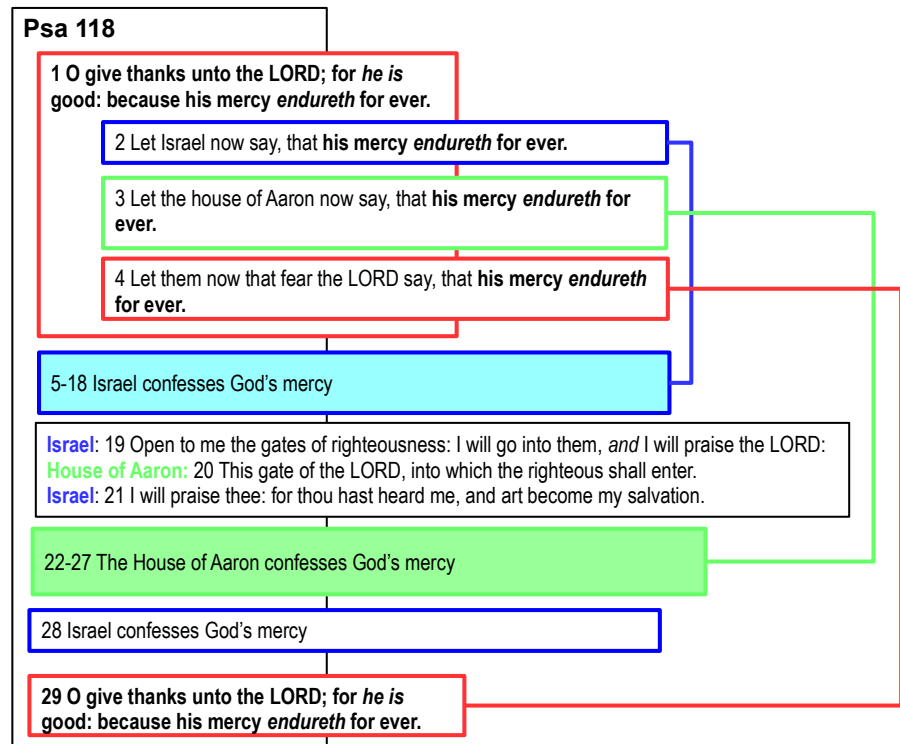 Psa 118
1 O give thanks unto the LORD; for he is
good: because his mercy endureth for ever.
2 Let Israel now say, that his mercy endureth for ever.
3 Let the house of Aaron now say, that his mercy endureth for
ever.
4 Let them now that fear the LORD say, that his mercy endureth
for ever.
5-18 Israel confesses God’s mercy
Israel: 19 Open to me the gates of righteousness: I will go into them, and I will praise the LORD:
House of Aaron: 20 This gate of the LORD, into which the righteous shall enter.
Israel: 21 I will praise thee: for thou hast heard me, and art become my salvation.
22-27 The House of Aaron confesses God’s mercy
28 Israel confesses God’s mercy
29 O give thanks unto the LORD; for he is
good: because his mercy endureth for ever.